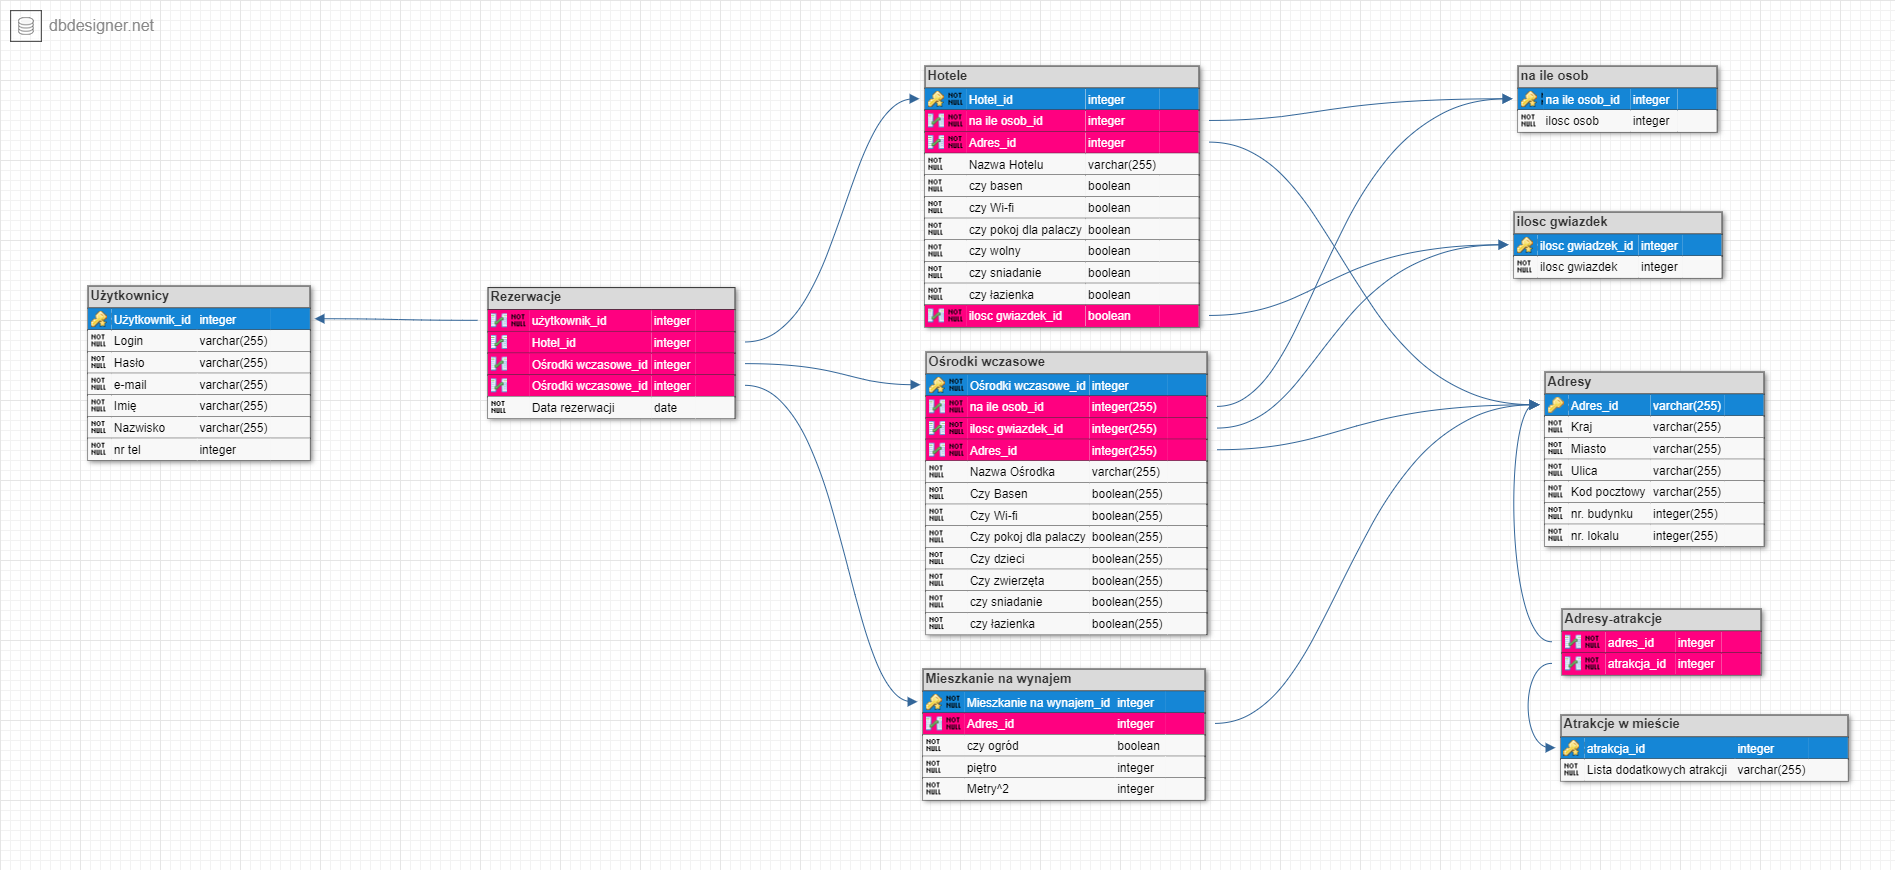 dbdesigner.net
Użytkownicy
Użytkownik_id integer
NOT NULL Login varchar(255)
NOT NULL Hasło varchar(255)
NOT NULL e-mail varchar(255)
NOT NULL Imię varchar(255)
NOT NULL Nazwisko varchar(255)
NOT NULL nr tel integer
Rezerwacje
NOT NULL użytkownik_id integer
Hotel_id integer
Ośrodki wczasowe_id integer
Ośrodki wczasowe_id integer
NOT NULL Data rezerwacji date
Hotele
NOT NULL Hotel_id integer
NOT NULL na ile osob_id integer
NOT NULL Adres_id integer
NOT NULL Nazwa Hotelu varchar(255)
NOT NULL czy basen boolean
NOT NULL czy Wi-fi boolean
NOT NULL czy pokoj dla palaczy boolean
NOT NULL czy wolny boolean
NOT NULL czy sniadanie boolean
NOT NULL czy łazienka boolean
NOT NULL ilosc gwiazdek_id boolean
Ośrodki wczasowe
NOT NULL Ośrodki wczasowe_id integer
NOT NULL na ile osob_id integer(255)
NOT NULL ilosc gwiazdek_id integer(255)
NOT NULL Adres_id integer(255)
NOT NULL Nazwa Ośrodka varchar(255)
NOT NULL Czy Basen boolean(255)
NOT NULL Czy Wi-fi boolean(255)
NOT NULL Czy pokoj dla palaczy boolean(255)
NOT NULL Czy dzieci boolean(255)
NOT NULL Czy zwierzęta boolean(255)
NOT NULL czy sniadanie boolean(255)
NOT NULL czy łazienka boolean(255)
Mieszkanie na wynajem
NOT NULL Mieszkanie na wynajem_id integer
NOT NULL Adres_id integer
NOT NULL czy ogród boolean
NOT NULL piętro integer
NOT NULL Metry^2 integer
na ile osob
na ile osob_id integer
NOT NULL ilosc osob integer
ilosc gwiazdek
ilosc gwiadzek_id integer
NOT NULL ilosc gwiazdek integer
Adresy
Adres_id varchar(255)
NOT NULL Kraj varchar(255)
NOT NULL Miasto varchar(255)
NOT NULL Ulica varchar(255)
NOT NULL Kod pocztowy varchar(255)
NOT NULL nr. budynku integer(255)
NOT NULL nr. lokalu integer(255)
Adresy-atrakcje
NOT NULL adres_id integer
NOT NULL atrakcja_id integer
Atrakcje w mieście
atrakcja_id integer
NOT NULL Lista dodatkowych atrakcji varchar(255)